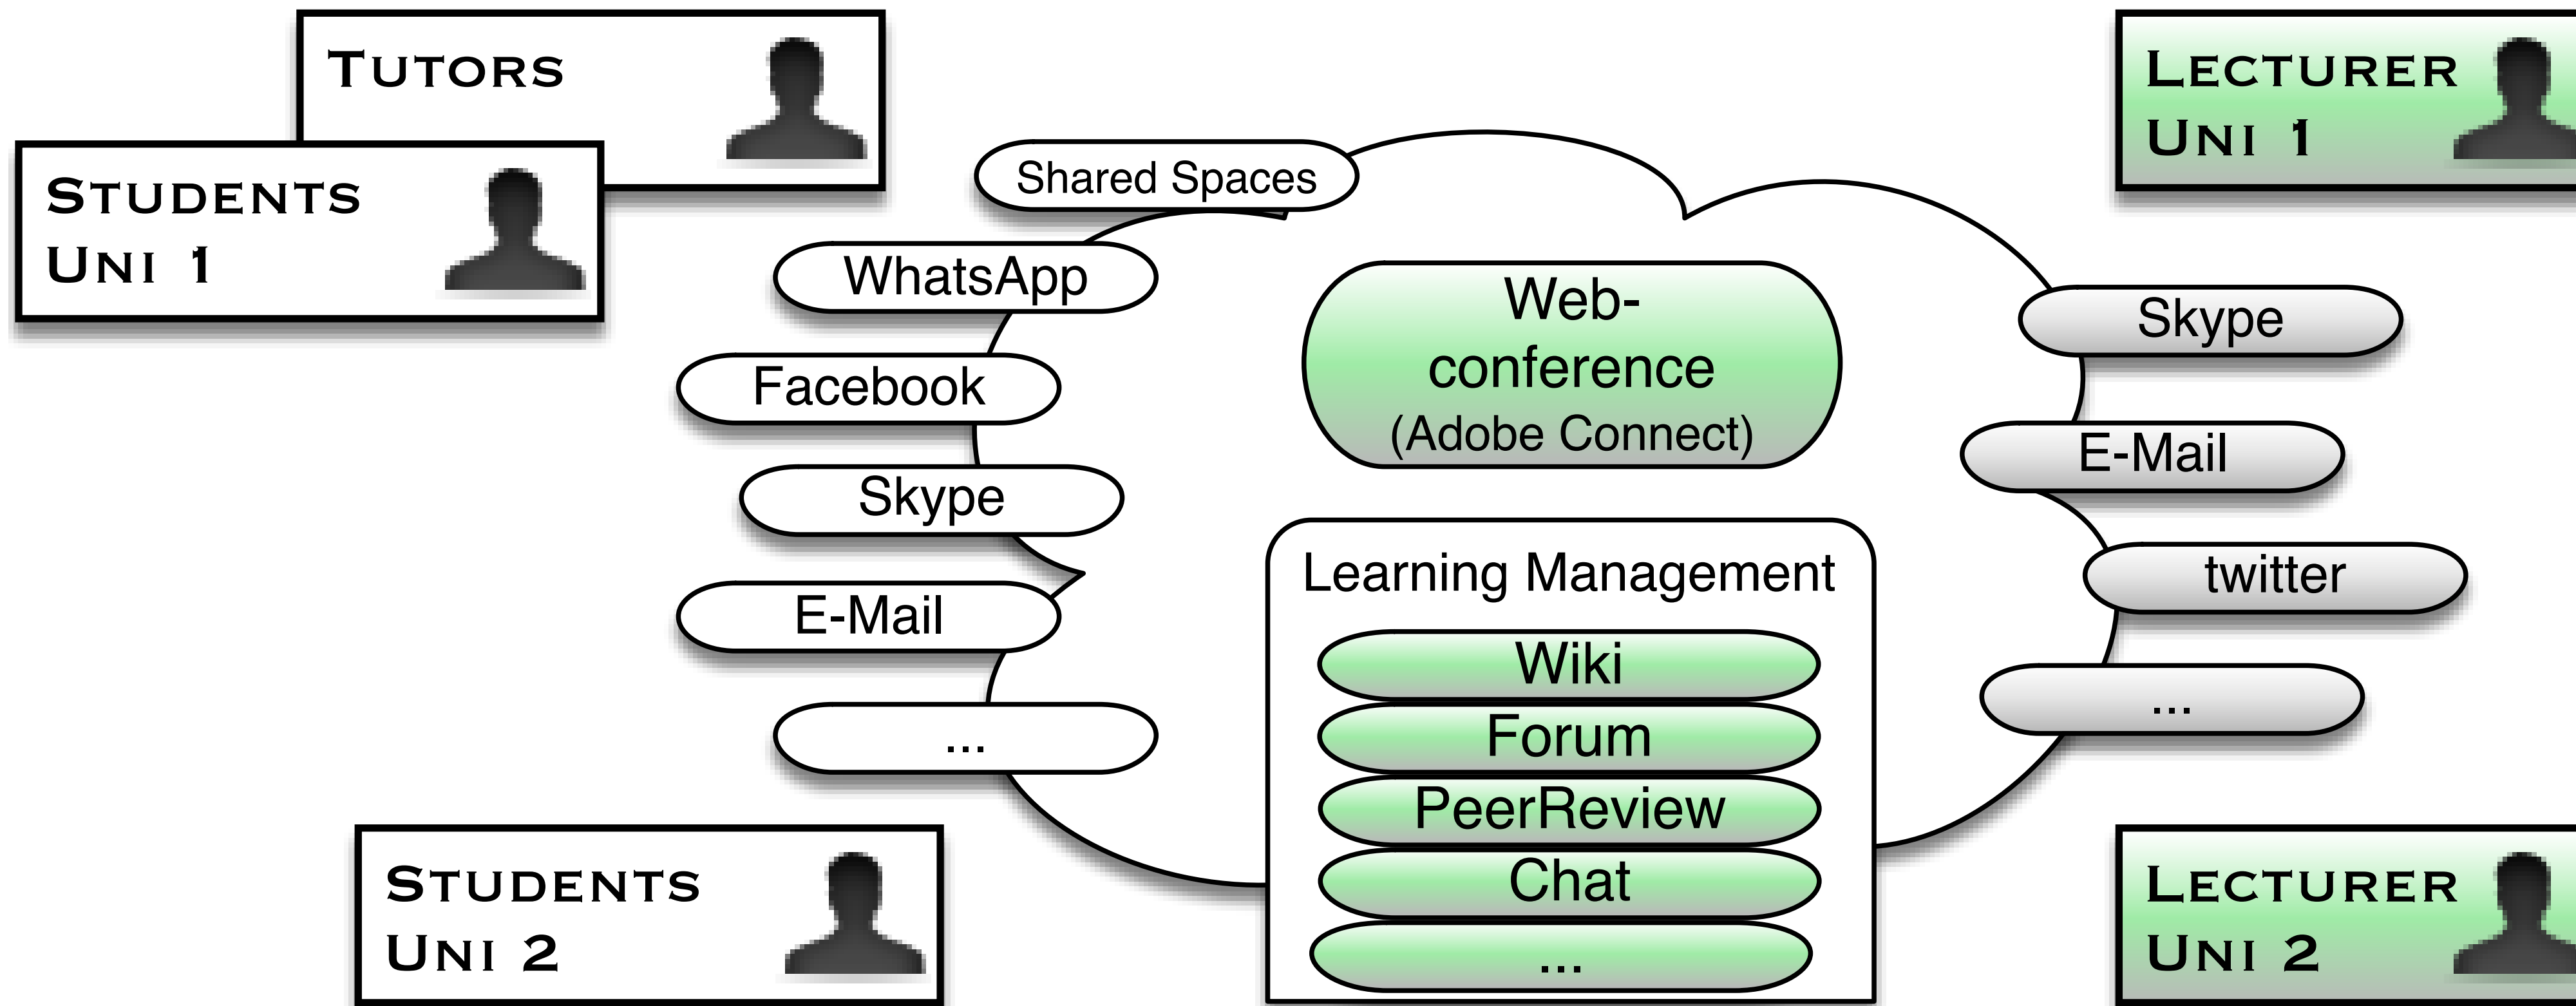 TUTORS
STUDENTS
UNI 1
LECTURER
UNI 1
Shared Spaces
WhatsApp
Facebook
Skype
E-Mail
...
Web-
conference
(Adobe Connect)
Learning Management
Wiki
Forum
PeerReview
Chat
...
Skype
E-Mail
twitter
...
STUDENTS
UNI 2
LECTURER
UNI 2